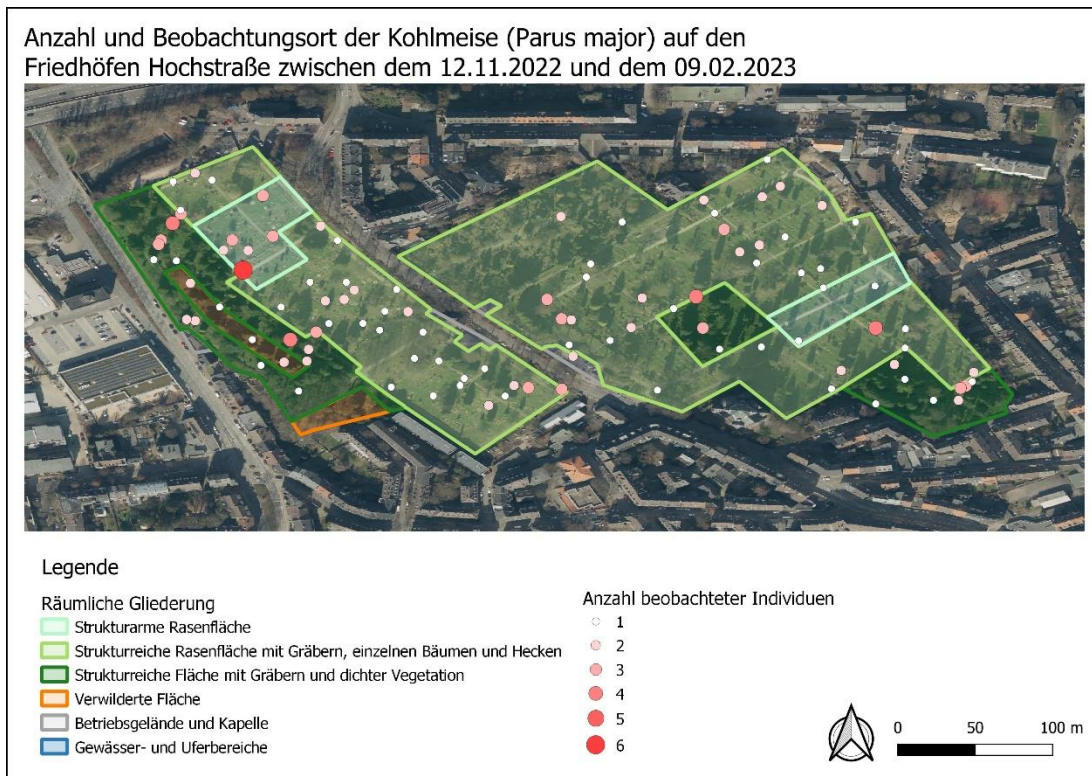 Anzahl und Beobachtungsort der Kohlmeise (Parus major) auf den
Friedhöfen Hochstraße zwischen dem 12.11.2022 und dem 09.02.2023
Legende
Räumliche Gliederung
Strukturarme Rasenfläche
Strukturreiche Rasenfläche mit Gräbern, einzelnen Bäumen und Hecken
Strukturreiche Fläche mit Gräbern und dichter Vegetation
Verwilderte Fläche
Betriebsgelände und Kapelle
Gewässer- und Uferbereiche
Anzahl beobachteter Individuen
1
2
3
4
5
6
0 50 100 m